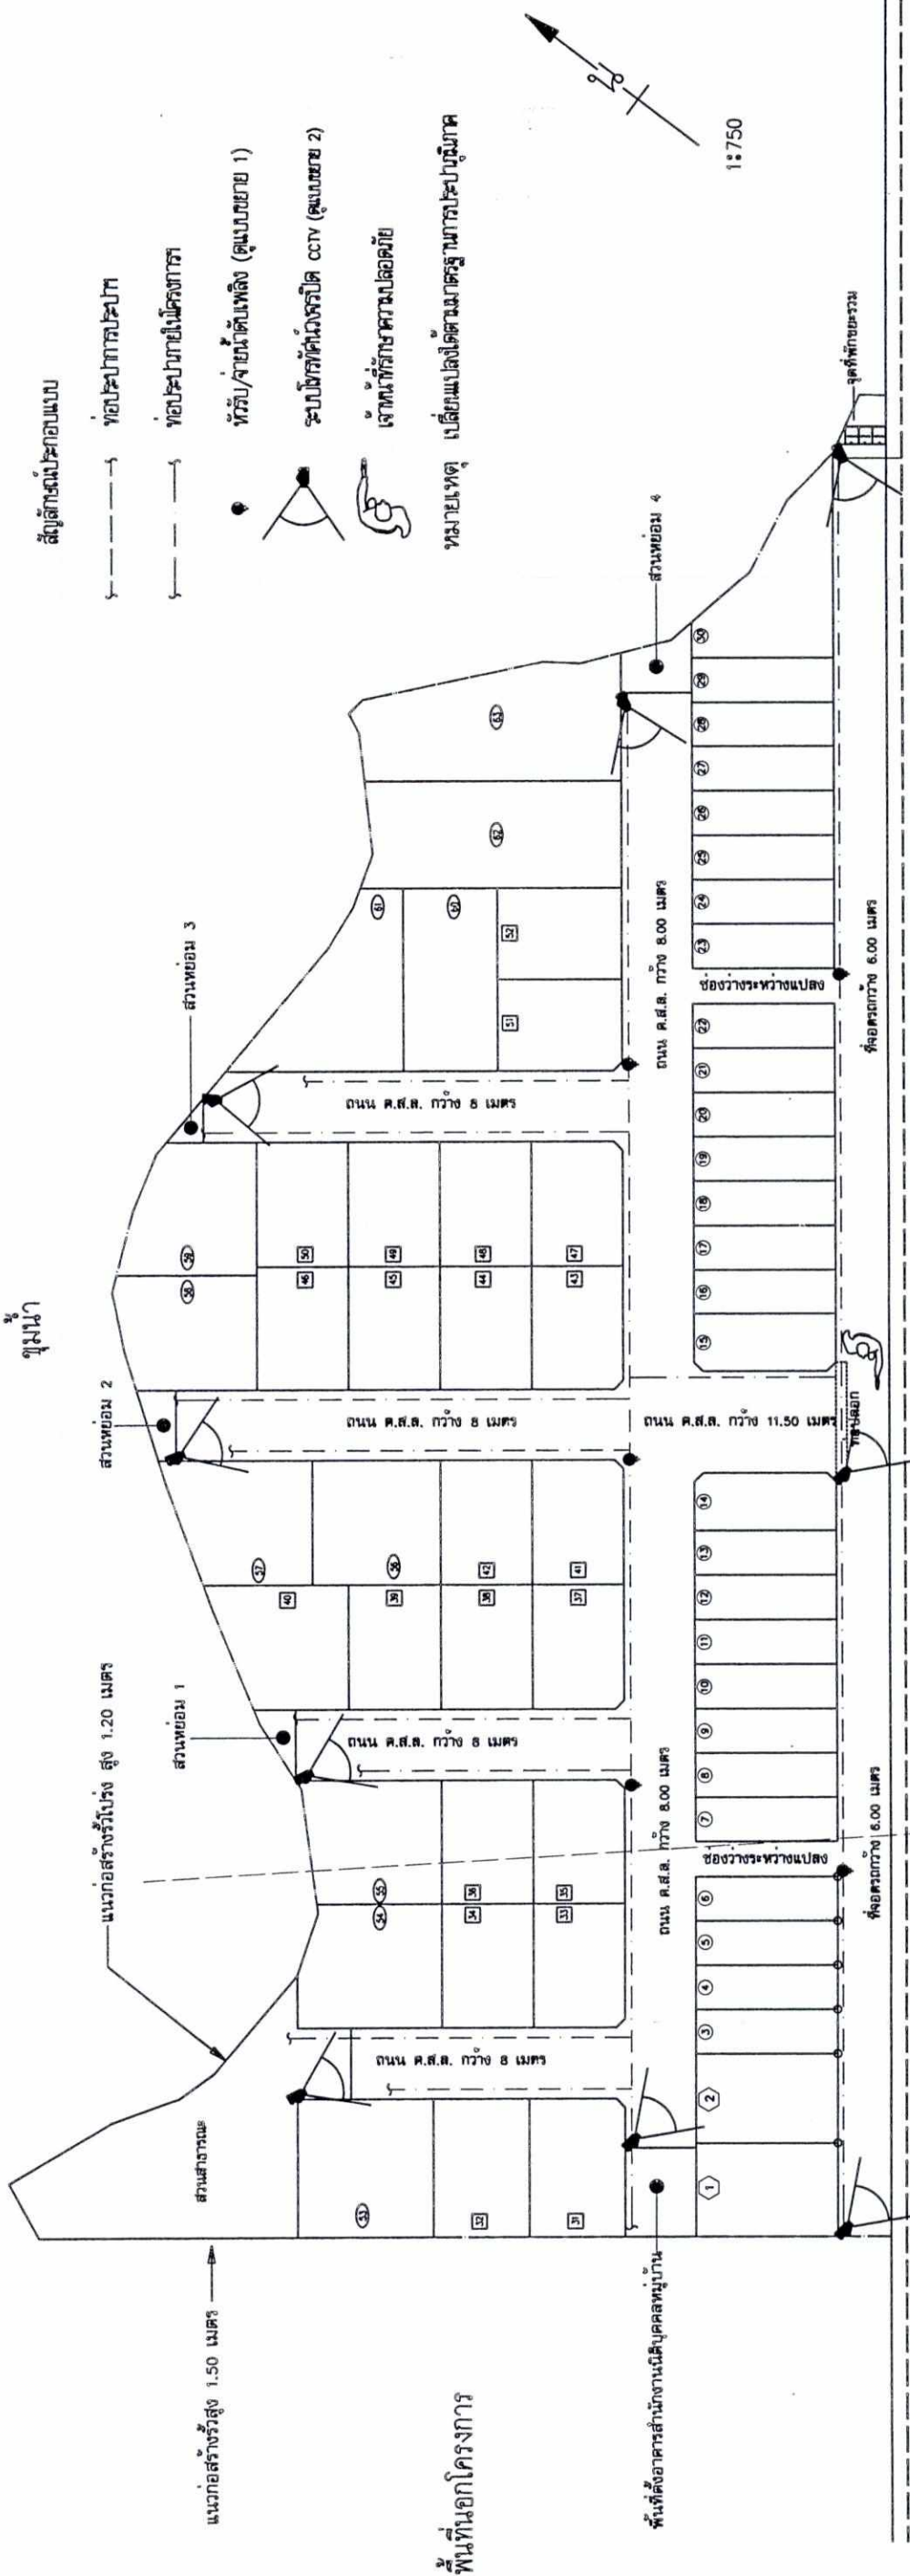 สัญลักษณ์ประกอบแบบ
ท่อประปาการประปาฯ
ท่อประปาภายในโครงการฯ
หัวรับ/จ่ายน้ำดับเพลิง (ดูแบบขยาย 1)
ระบบโทรทัศน์วงจรปิด CCTV (ดูแบบขยาย 2)
เจ้าหน้าที่รักษาความปลอดภัย
หมายเหตุ เปลี่ยนแปลงได้ตามมาตรฐานการประปาภูมิภาค
น
1:750
แนวก่อสร้างรั้วสูง 1.50 เมตร
แนวก่อสร้างรั้วโปร่ง สูง 1.20 เมตร
พื้นที่นอกโครงการ
สวนสาธารณะ
สวนหย่อม 1
สวนหย่อม 2
สวนหย่อม 3
สวนหย่อม 4
จุดที่พักขยะรวม
พื้นที่ตั้งอาคารสำนักงานนิติบุคคลหมู่บ้าน
58 59
57
40
53 54 55
39 56
45 49
46 50
61
60
62
63
32 34 36 38 42 44 48
51 52
31 33 35 37 41 43 47
ถนน ค.ส.ล. กว้าง 8 เมตร
ถนน ค.ส.ล. กว้าง 8 เมตร
ถนน ค.ส.ล. กว้าง 8 เมตร
ถนน ค.ส.ล. กว้าง 8 เมตร
ถนน ค.ส.ล. กว้าง 8.00 เมตร
ถนน ค.ส.ล. กว้าง 8.00 เมตร
ถนน ค.ส.ล. กว้าง 11.50 เมตร
1 2 3 4 5 6
ช่องว่างระหว่างแปลง
7 8 9 10 11 12 13 14
15 16 17 18 19 20 21 22
ช่องว่างระหว่างแปลง
23 24 25 26 27 28 29 30
ท่อปลอก
ที่จอดรถกว้าง 6.00 เมตร
ที่จอดรถกว้าง 6.00 เมตร